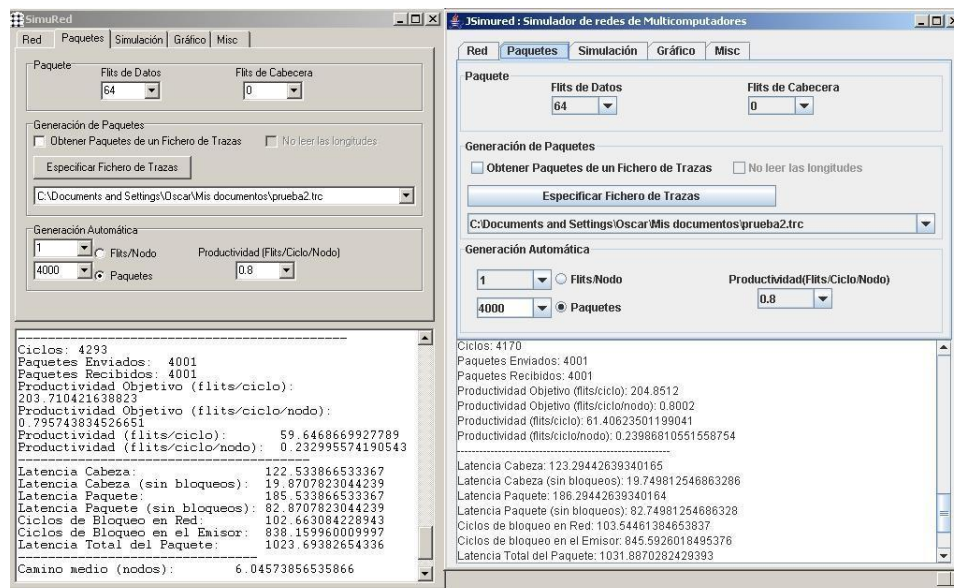 SimuRed
Red Paquetes Simulación Gráfico Misc
Paquete
Flits de Datos Flits de Cabecera
64 0
Generación de Paquetes
Obtener Paquetes de un Fichero de Trazas No leer las longitudes
Especificar Fichero de Trazas
C:\Documents and Settings\Oscar\Mis documentos\prueba2.trc
Generación Automática
1 Flits/Nodo Productividad(Flits/Ciclo/Nodo)
4000 Paquetes 0.8
Ciclos: 4293
Paquetes Enviados: 4001
Paquetes Recibidos: 4001
Productividad Objetivo (flits/ciclo):
203.710421638823
Productividad Objetivo (flits/ciclo/nodo):
0.795743834526651
Productividad (flits/ciclo): 59.6468669927789
Productividad (flits/ciclo/nodo): 0.232995574190543
Latencia Cabeza: 122.533866533367
Latencia Cabeza (sin bloqueos): 19.8707823044239
Latencia Paquete: 185.533866533367
Latencia Paquete (sin bloqueos): 82.8707823044239
Ciclos de Bloqueo en Red: 102.663084228943
Ciclos de Bloqueo en el Emisor: 838.159960009997
Latencia Total del Paquete: 1023.69382654336
Camino medio (nodos): 6.04573856535866
JSimured : Simulador de redes de Multicomputadores
Red Paquetes Simulación Gráfico Misc
Paquete
Flits de Datos Flits de Cabecera
64 0
Generación de Paquetes
Obtener Paquetes de un Fichero de Trazas No leer las longitudes
Especificar Fichero de Trazas
C:\Documents and Settings\Oscar\Mis documentos\prueba2.trc
Generación Automática
1 Flits/Nodo Productividad(Flits/Ciclo/Nodo)
4000 Paquetes 0.8
Ciclos: 4170
Paquetes Enviados: 4001
Paquetes Recibidos: 4001
Productividad Objetivo (flits/ciclo): 204.8512
Productividad Objetivo (flits/ciclo/nodo): 0.8002
Productividad (flits/ciclo): 61.40623501199041
Productividad (flits/ciclo/nodo): 0.23986810551558754
Latencia Cabeza: 123.29442639340165
Latencia Cabeza (sin bloqueos): 19.749812546863286
Latencia Paquete: 186.29442639340164
Latencia Paquete (sin bloqueos): 82.74981254686328
Ciclos de bloqueo en Red: 103.54461384653837
Ciclos de bloqueo en el Emisor: 845.5926018495376
Latencia Total del Paquete: 1031.8870282429393